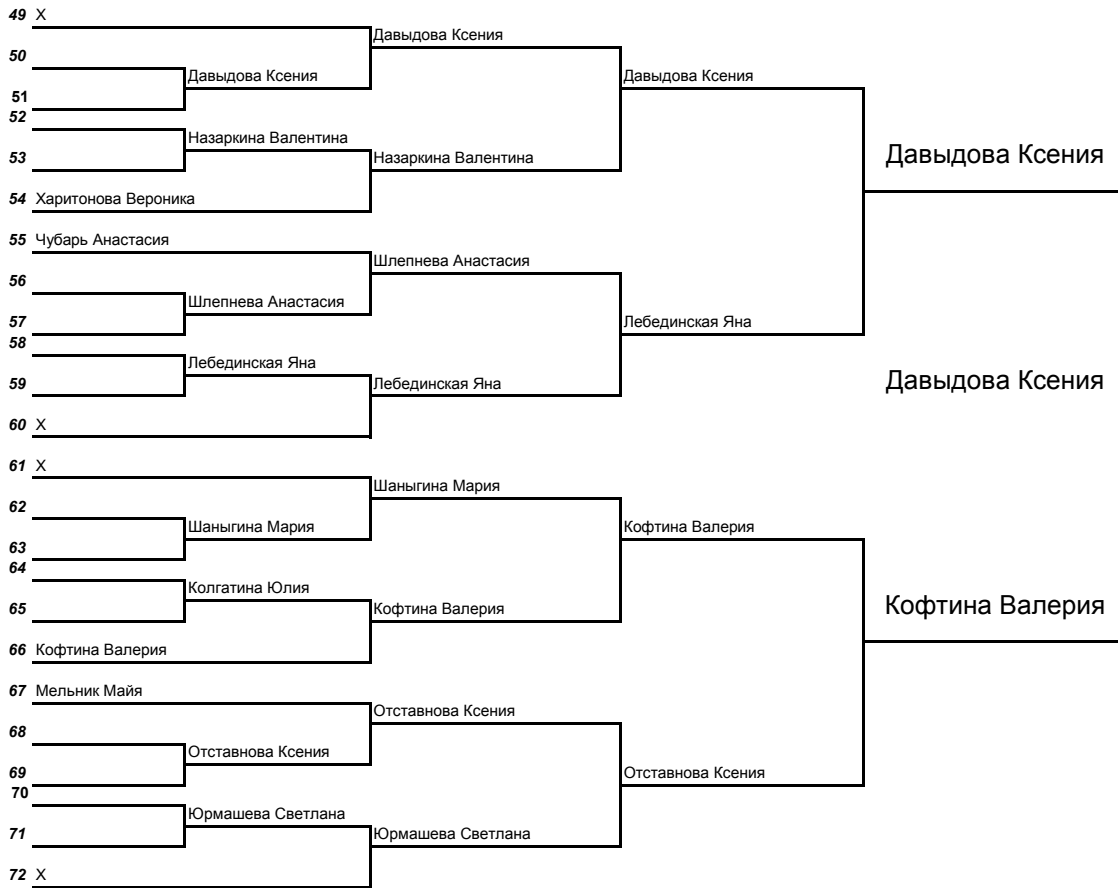 49 X
Давыдова Ксения
50
Давыдова Ксения
Давыдова Ксения
51
52
Назаркина Валентина
53
Назаркина Валентина
Давыдова Ксения
54 Харитонова Вероника
55 Чубарь Анастасия
Шлепнева Анастасия
56
Шлепнева Анастасия
57
Лебединская Яна
58
Лебединская Яна
59
Лебединская Яна
Давыдова Ксения
60 X
61 X
Шаныгина Мария
62
Шаныгина Мария
Кофтина Валерия
63
64
Колгатина Юлия
65
Кофтина Валерия
Кофтина Валерия
66 Кофтина Валерия
67 Мельник Майя
Отставнова Ксения
68
Отставнова Ксения
69
Отставнова Ксения
70
Юрмашева Светлана
71
Юрмашева Светлана
72 X